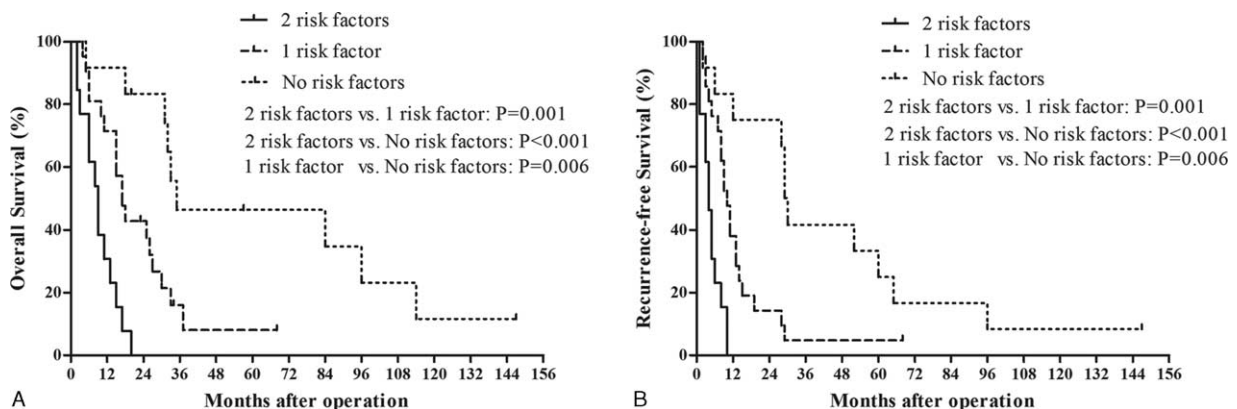 2 risk factors
1 risk factor
No risk factors
2 risk factors vs. 1 risk factor: P=0.001
2 risk factors vs. No risk factors: P<0.001
1 risk factor vs. No risk factors: P=0.006
Overall Survival (%)
100
80
60
40
20
0
0 12 24 36 48 60 72 84 96 108 120 132 144 156
Months after operation
A
2 risk factors
1 risk factor
No risk factors
2 risk factors vs. 1 risk factor: P=0.001
2 risk factors vs. No risk factors: P<0.001
1 risk factor vs. No risk factors: P=0.006
Recurrence-free Survival (%)
100
80
60
40
20
0
0 12 24 36 48 60 72 84 96 108 120 132 144 156
Months after operation
B